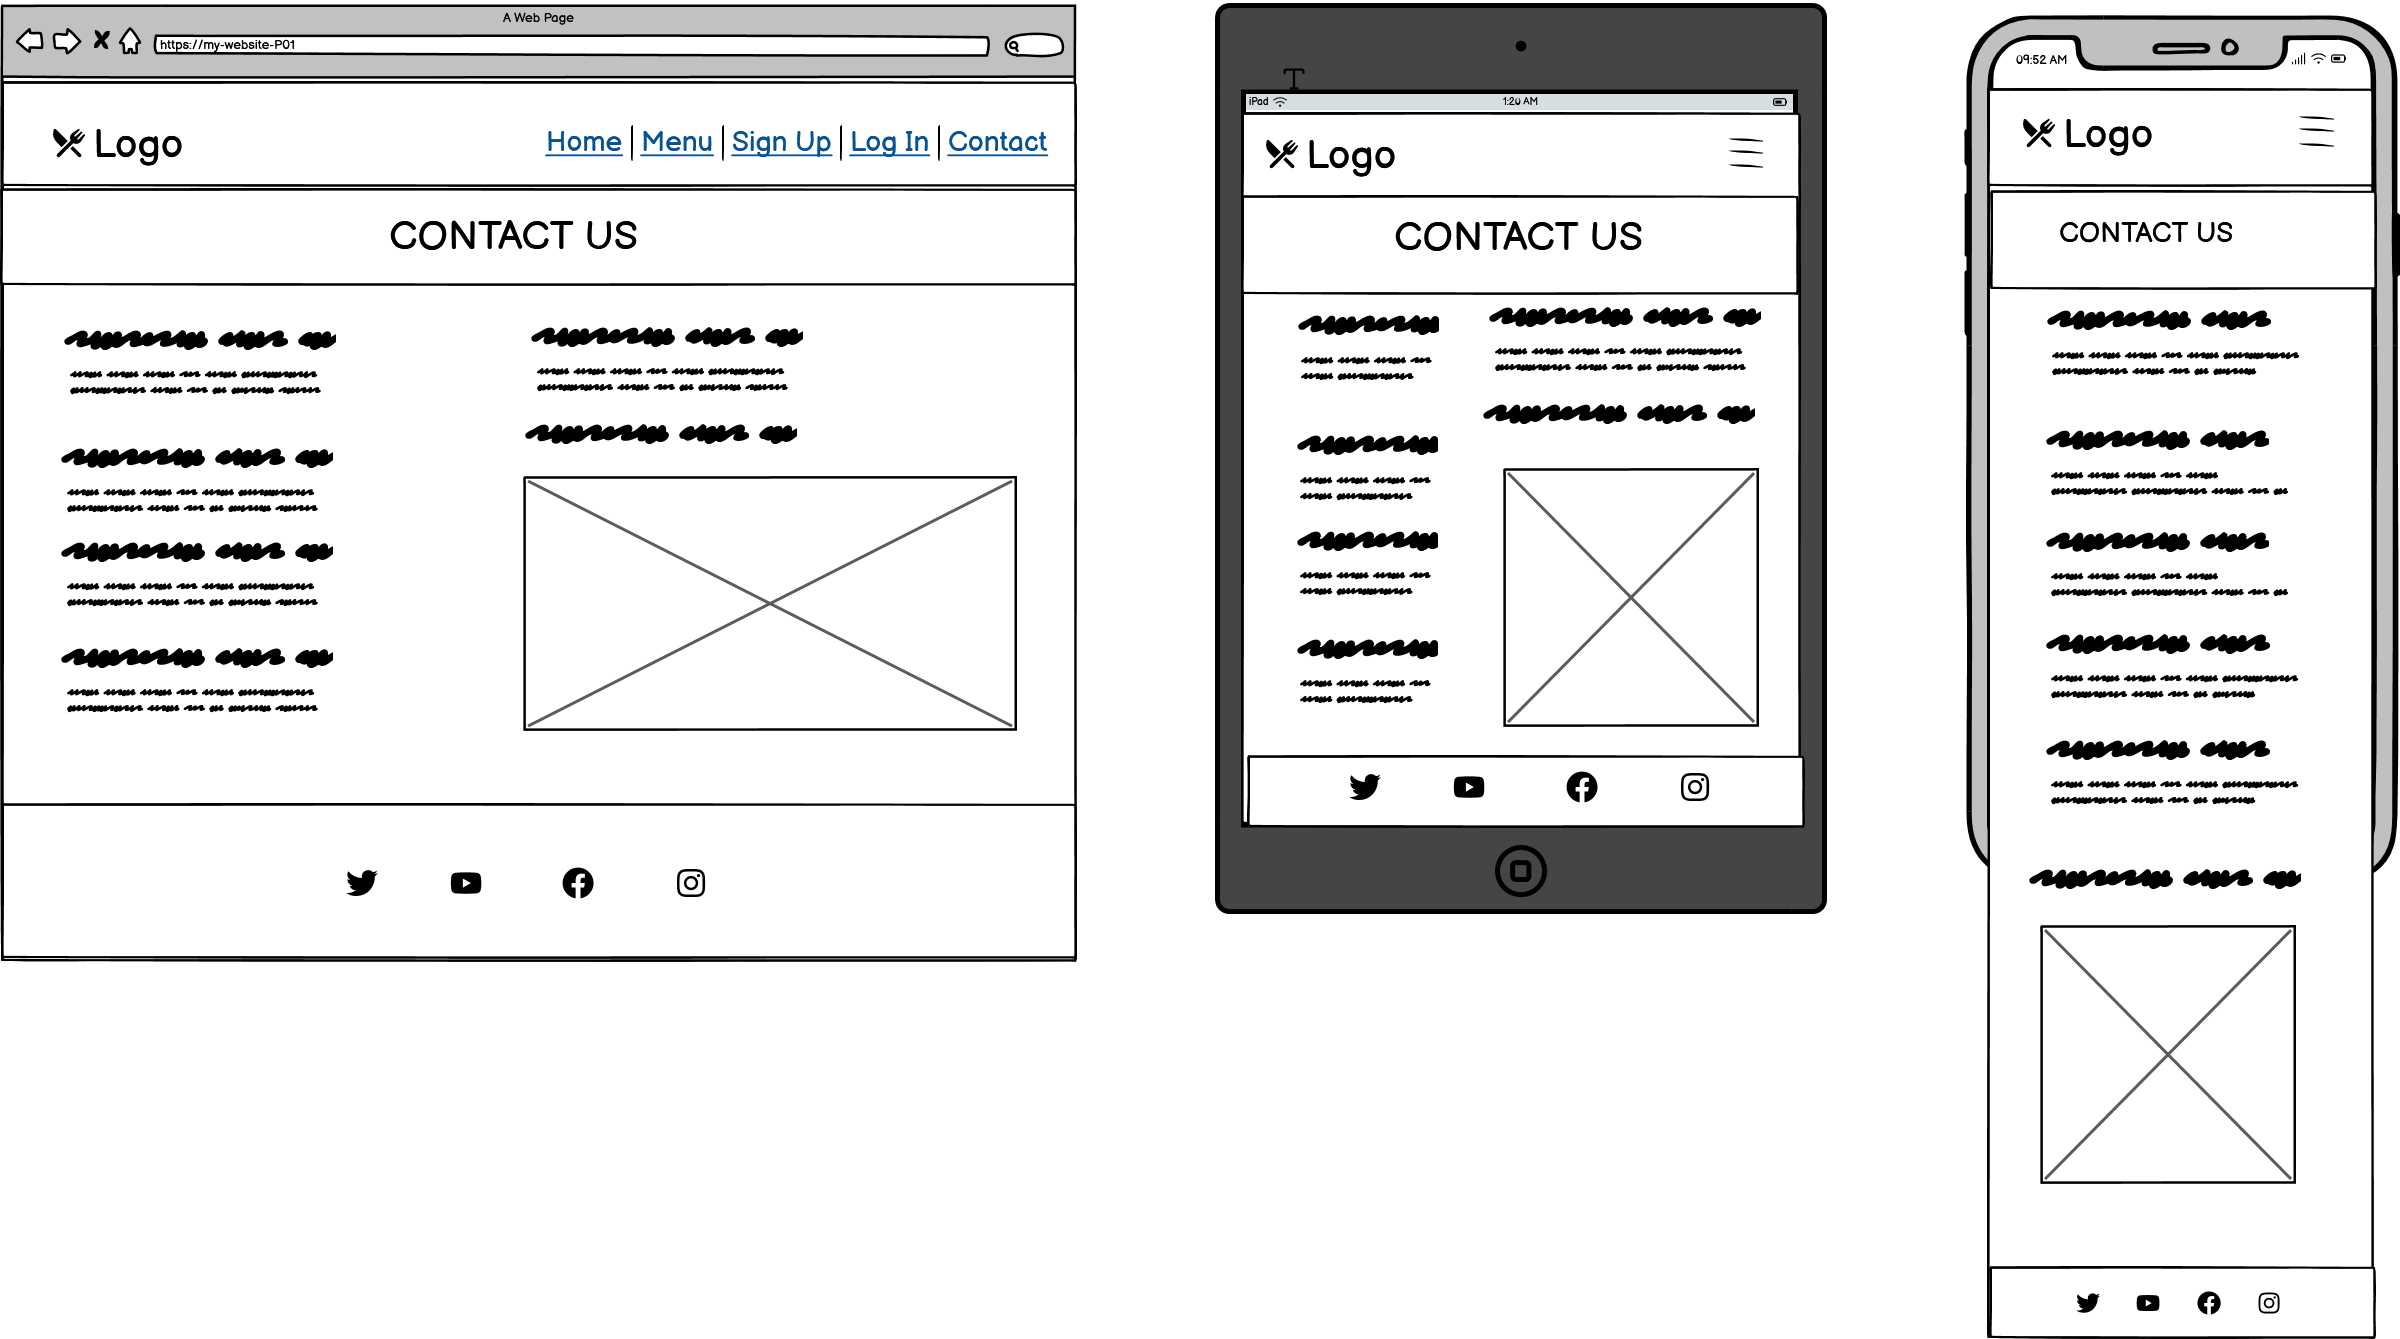 A Web Page
https://my-website-P01
Logo
Home | Menu | Sign Up | Log In | Contact
CONTACT US
T
iPad 1:20 AM
Logo
CONTACT US
09:52 AM
Logo
CONTACT US